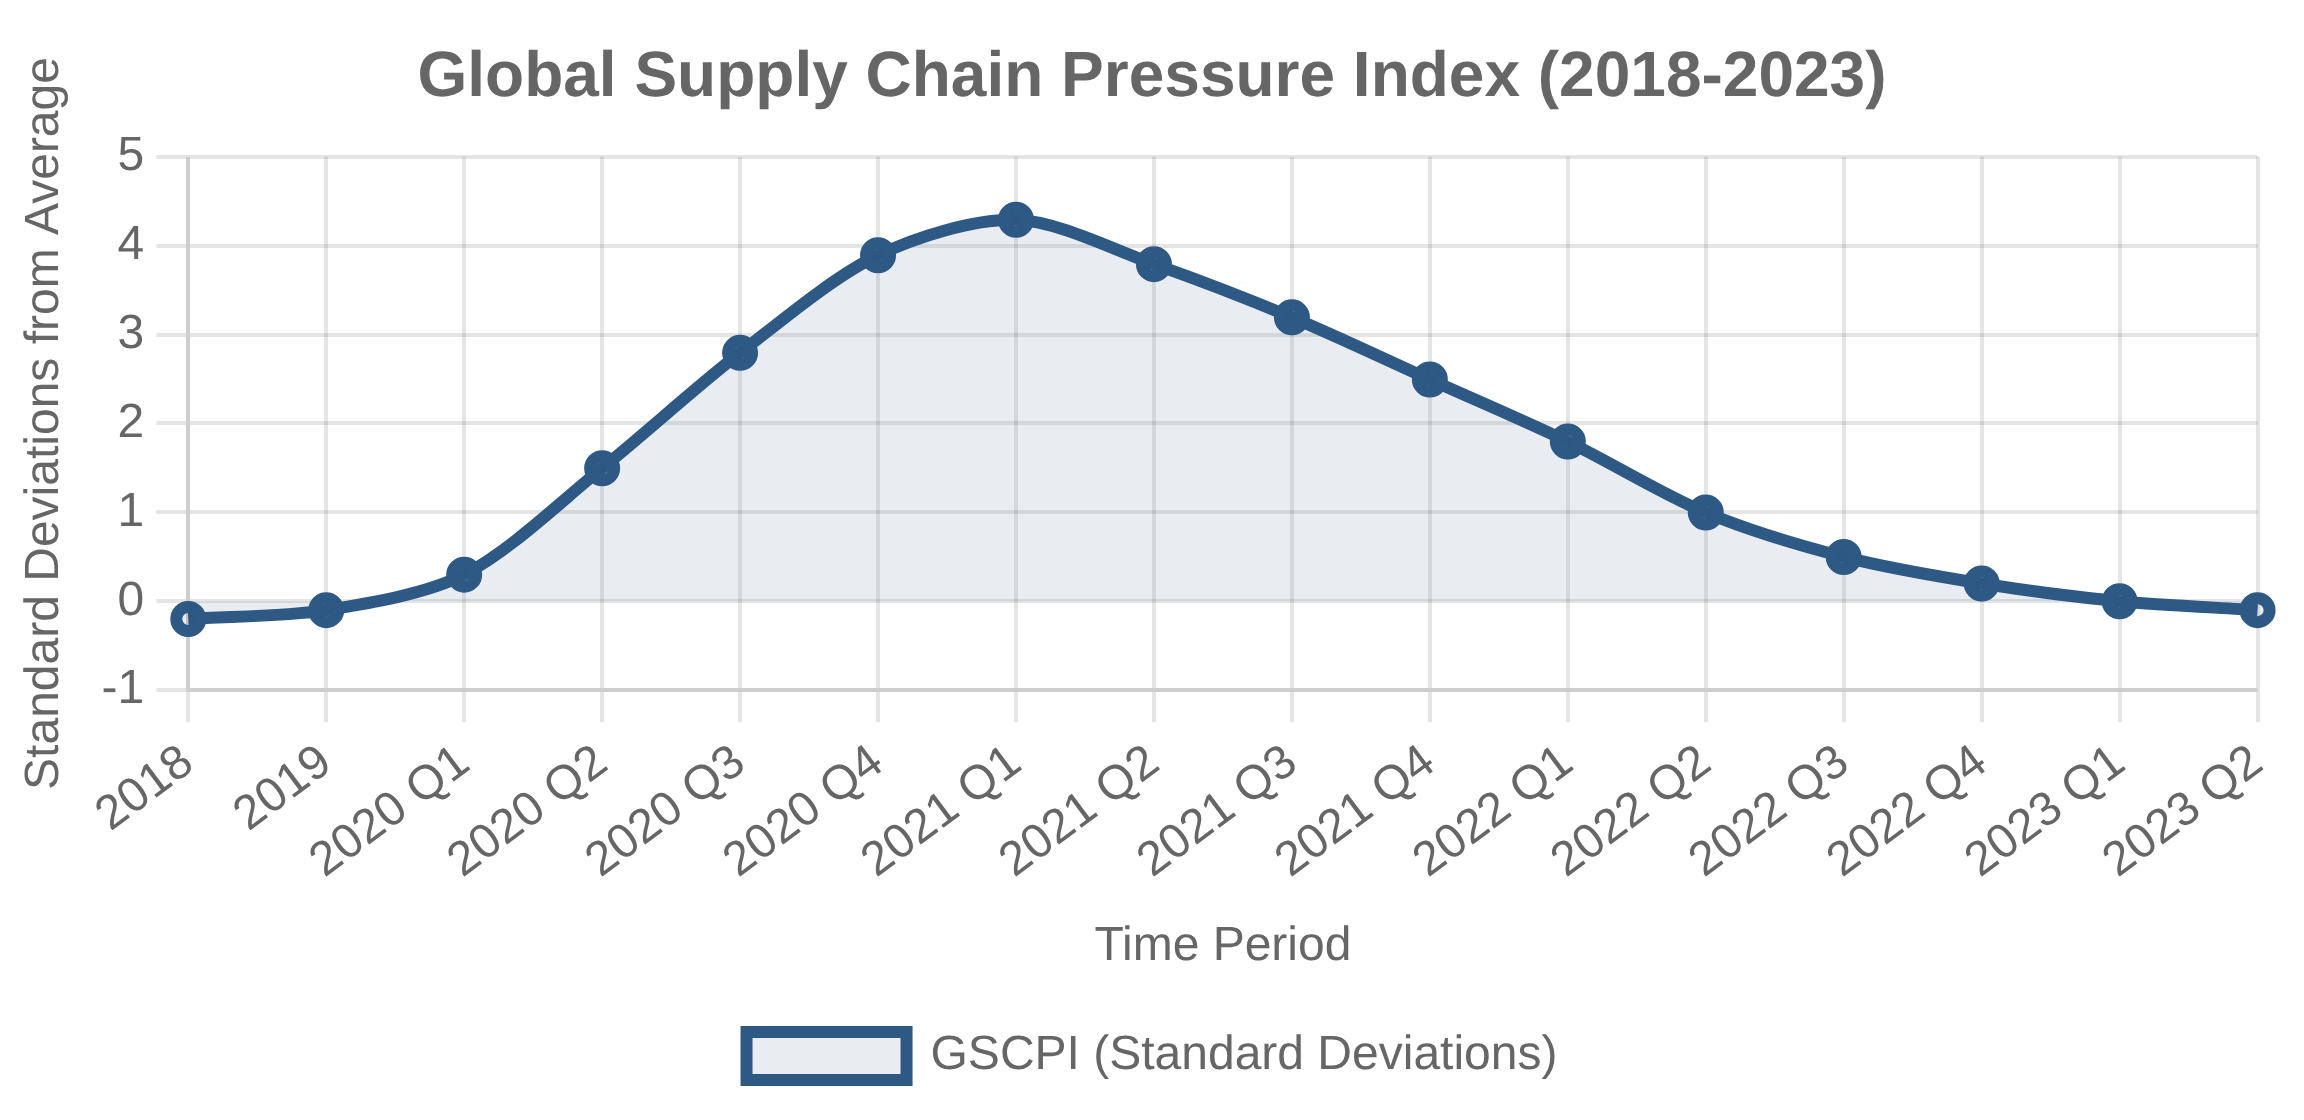 Global Supply Chain Pressure Index (2018-2023)
Standard Deviations from Average
5
4
3
2
1
0
-1
2018
2019
2020 Q1
2020 Q2
2020 Q3
2020 Q4
2021 Q1
2021 Q2
2021 Q3
2021 Q4
2022 Q1
2022 Q2
2022 Q3
2022 Q4
2023 Q1
2023 Q2
Time Period
GSCPI (Standard Deviations)